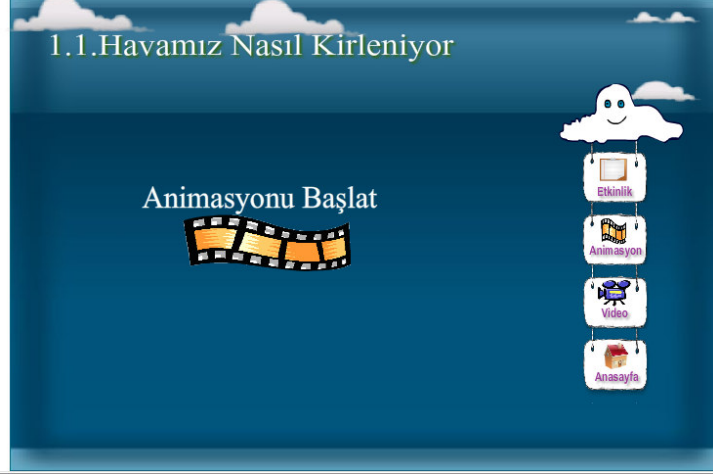 1.1.Havamız Nasıl Kirleniyor
Animasyonu Başlat
Etkinlik
Animasyon
Video
Anasayfa